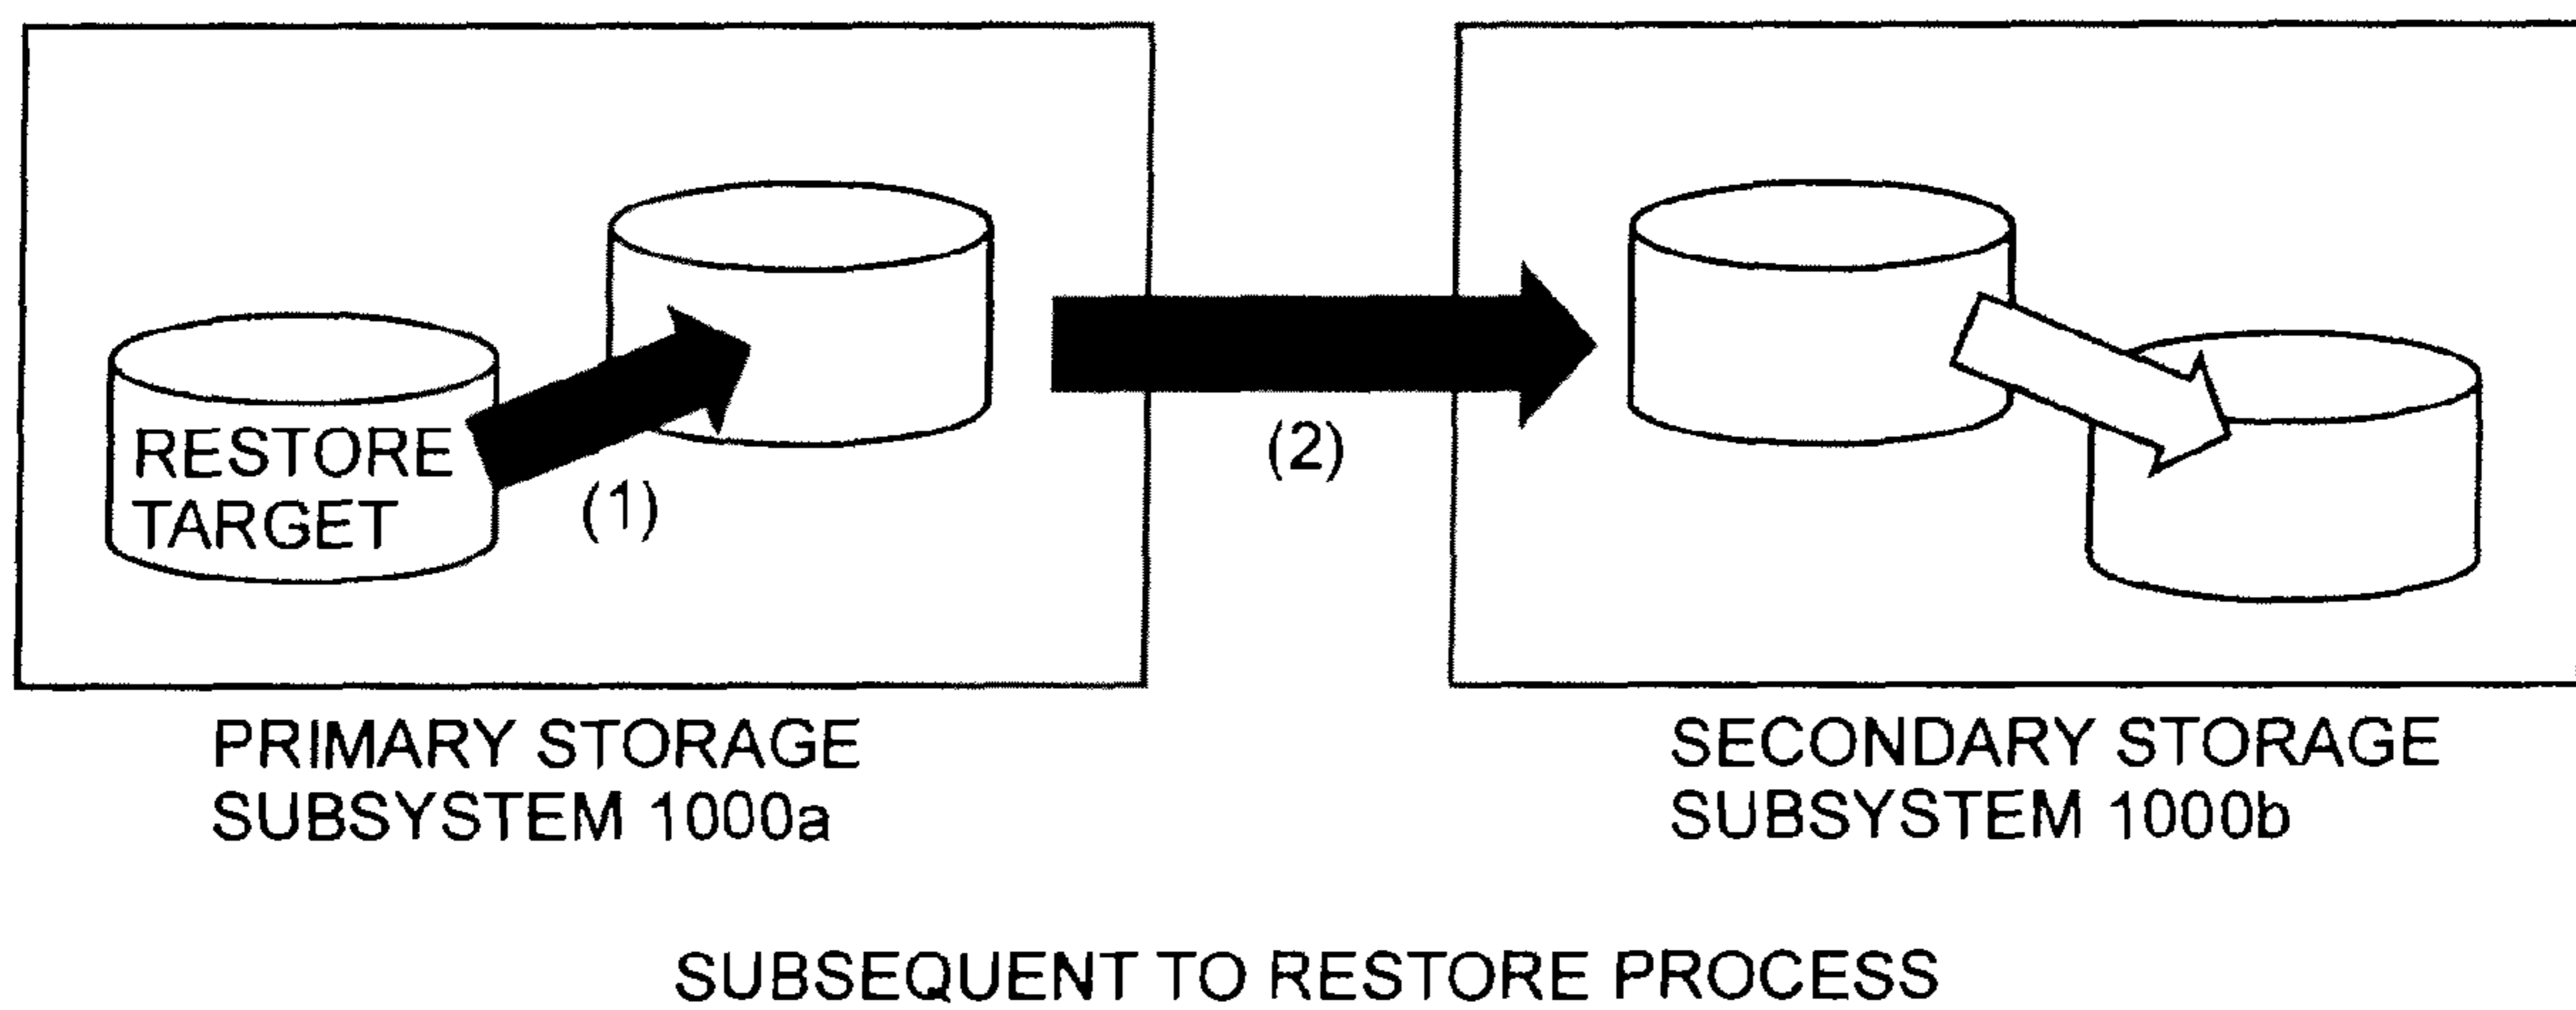 RESTORE
TARGET
(1)
(2)
PRIMARY STORAGE
SUBSYSTEM 1000a
SECONDARY STORAGE
SUBSYSTEM 1000b
SUBSEQUENT TO RESTORE PROCESS